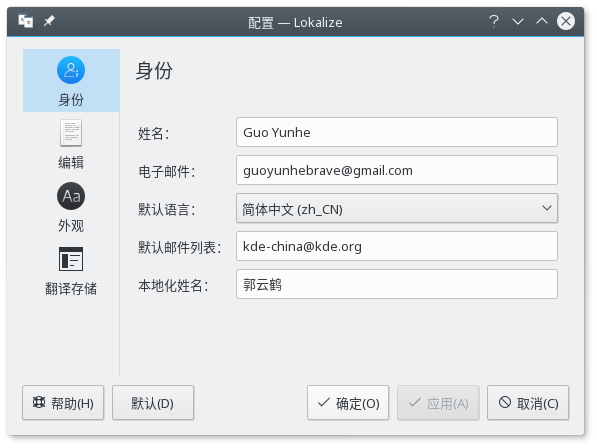 配置 — Lokalize
身份
编辑
Aa
外观
翻译存储
身份
姓名：
Guo Yunhe
电子邮件：
guoyunhebrave@gmail.com
默认语言：
简体中文 (zh_CN)
默认邮件列表：
kde-china@kde.org
本地化姓名：
郭云鹤
帮助(H)
默认(D)
确定(O)
应用(A)
取消(C)